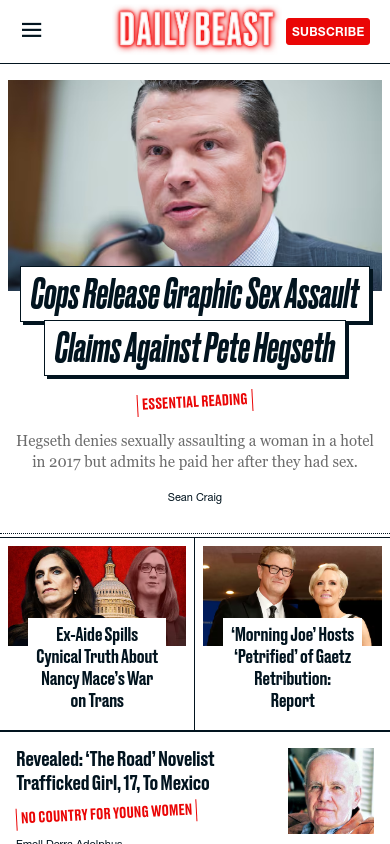 DAILY BEAST
SUBSCRIBE
Cops Release Graphic Sex Assault
Claims Against Pete Hegseth
ESSENTIAL READING
Hegseth denies sexually assaulting a woman in a hotel
in 2017 but admits he paid her after they had sex.
Sean Craig
Ex-Aide Spills
Cynical Truth About
Nancy Mace's War
on Trans
‘Morning Joe’ Hosts
‘Petrified’ of Gaetz
Retribution:
Report
Revealed: ‘The Road’ Novelist
Trafficked Girl, 17, To Mexico
NO COUNTRY FOR YOUNG WOMEN